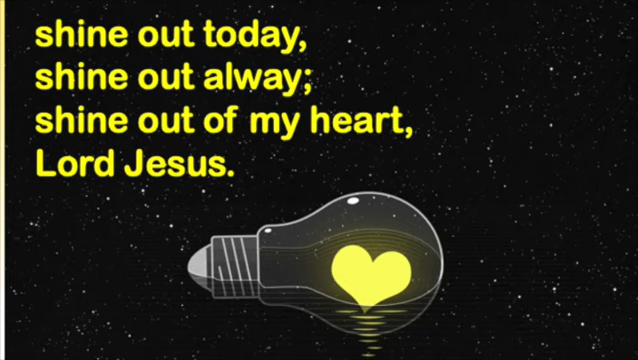 shine out today,
shine out alway;
shine out of my heart,
Lord Jesus.